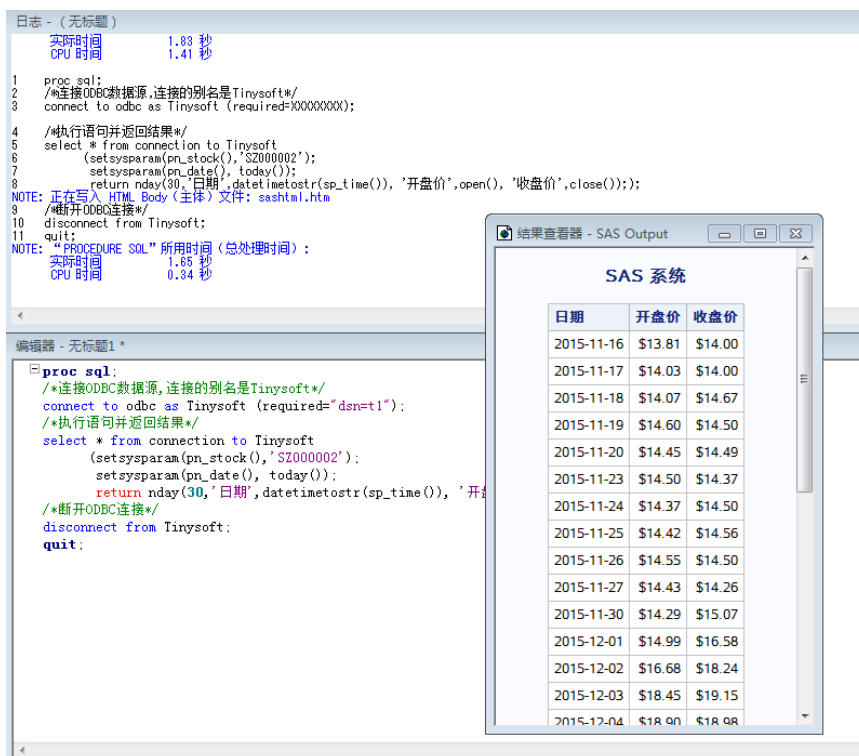 日志 - （无标题）
实际时间 1.83 秒
CPU 时间 1.41 秒
1 proc sql;
2 /*连接ODBC数据源,连接的别名是Tinysoft*/
3 connect to odbc as Tinysoft (required=XXXXXXXX);
4 /*执行语句并返回结果*/
5 select * from connection to Tinysoft
6 (setsysparam(pn_stock(),'SZ000002');
7 setsysparam(pn_date(), today());
8 return nday(30,'日期',datetimetostr(sp_time()), '开盘价',open(), '收盘价',close()););
NOTE: 正在写入 HTML Body（主体）文件: sashtml.htm
9 /*断开ODBC连接*/
10 disconnect from Tinysoft;
11 quit;
NOTE: “PROCEDURE SQL”所用时间（总处理时间）:
实际时间 1.65 秒
CPU 时间 0.34 秒
编辑器 - 无标题1 *
proc sql;
/*连接ODBC数据源,连接的别名是Tinysoft*/
connect to odbc as Tinysoft (required="dsn=t1");
/*执行语句并返回结果*/
select * from connection to Tinysoft
(setsysparam(pn_stock(),'SZ000002');
setsysparam(pn_date(), today());
return nday(30,'日期',datetimetostr(sp_time()), '开
/*断开ODBC连接*/
disconnect from Tinysoft;
quit;
结果查看器 - SAS Output
SAS 系统
日期 开盘价 收盘价
2015-11-16 $13.81 $14.00
2015-11-17 $14.03 $14.00
2015-11-18 $14.07 $14.67
2015-11-19 $14.60 $14.50
2015-11-20 $14.45 $14.49
2015-11-23 $14.50 $14.37
2015-11-24 $14.37 $14.50
2015-11-25 $14.42 $14.56
2015-11-26 $14.55 $14.50
2015-11-27 $14.43 $14.26
2015-11-30 $14.29 $15.07
2015-12-01 $14.99 $16.58
2015-12-02 $16.68 $18.24
2015-12-03 $18.45 $19.15
2015-12-04 $18.90 $18.98